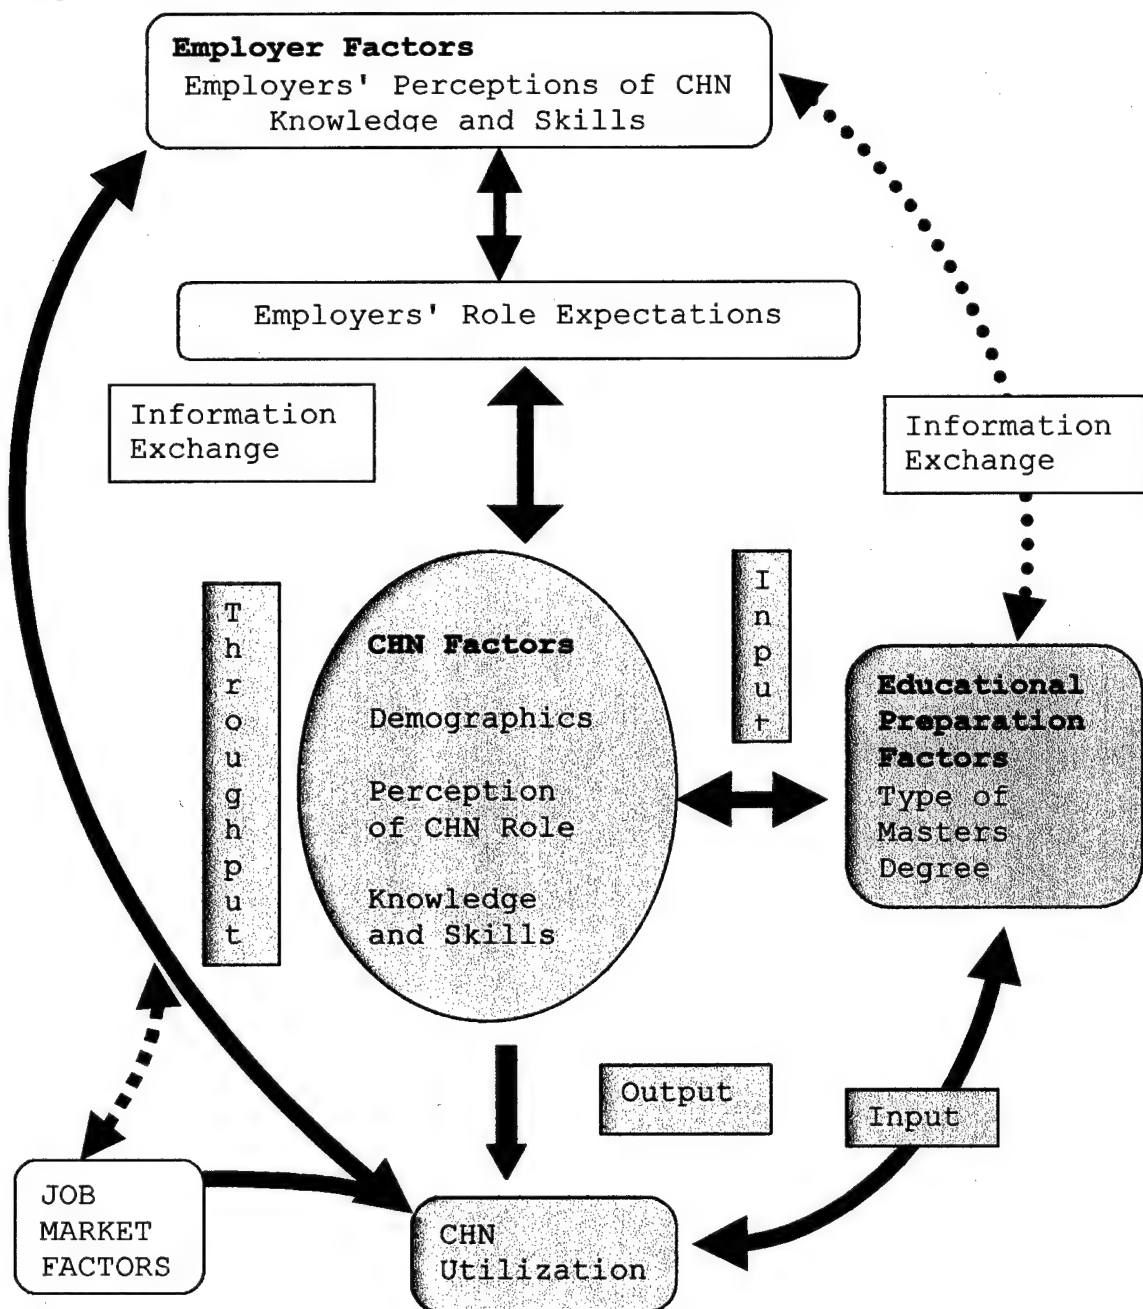 Employer Factors
Employers' Perceptions of CHN
Knowledge and Skills
Employers' Role Expectations
Information
Exchange
Information
Exchange
Throughput
CHN Factors
Demographics
Perception
of CHN Role
Knowledge
and Skills
Input
Educational
Preparation
Factors
Type of
Masters
Degree
Output
Input
JOB
MARKET
FACTORS
CHN
Utilization